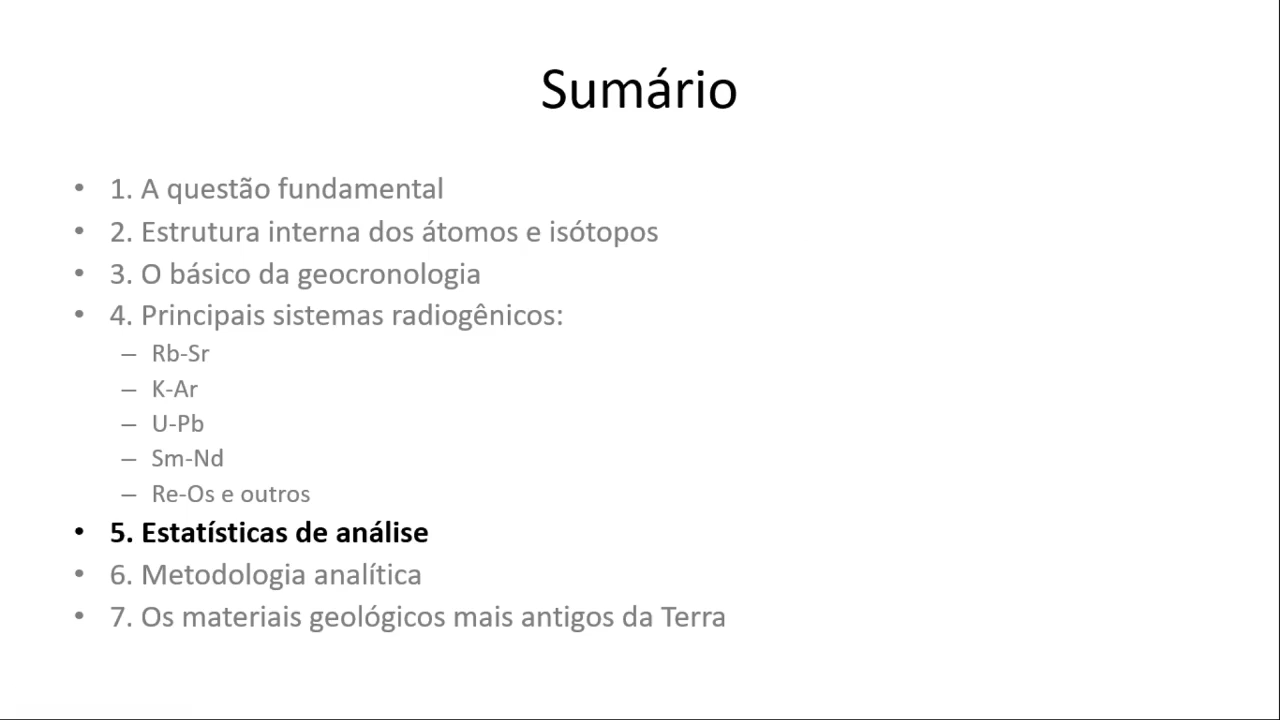 Sumário
• 1. A questão fundamental
• 2. Estrutura interna dos átomos e isótopos
• 3. O básico da geocronologia
• 4. Principais sistemas radiogênicos:
– Rb-Sr
– K-Ar
– U-Pb
– Sm-Nd
– Re-Os e outros
• 5. Estatísticas de análise
• 6. Metodologia analítica
• 7. Os materiais geológicos mais antigos da Terra